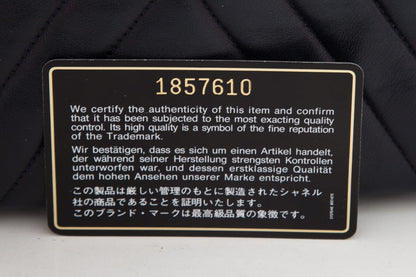 1857610
We certify the authenticity of this item and confirm
that it has been subjected to the most exacting quality
control. Its high quality is a symbol of the fine reputation
of the Trademark.
Wir bestätigen, dass es sich um einen Artikel handelt,
der während seiner Herstellung strengsten Kontrollen
unterworfen war, und dessen erstklassige Qualität
dem hohen Ansehen unserer Marke entspricht.
この製品は厳しい管理のもとに製造されたシャネル
社の商品であることを証明いたします。
このブランド・マークは最高級品質の象徴です。